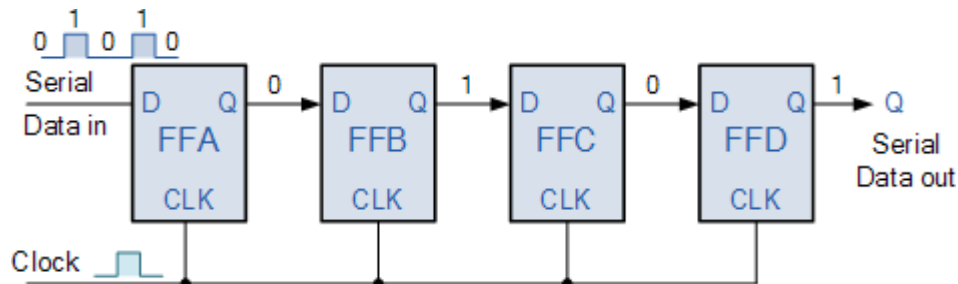 0 1 0 1 0
Serial
Data in
D Q 0 D Q 1 D Q 0 D Q 1 Q
FFA FFB FFC FFD
Serial
Data out
CLK CLK CLK CLK
Clock